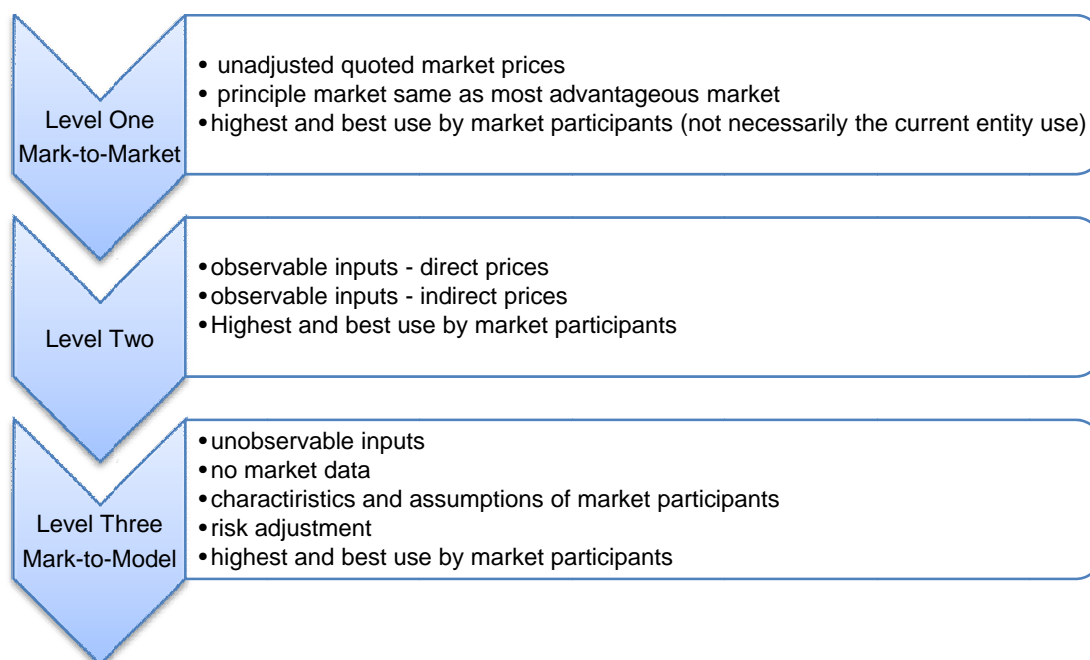 Level One
Mark-to-Market
• unadjusted quoted market prices
• principle market same as most advantageous market
• highest and best use by market participants (not necessarily the current entity use)
Level Two
• observable inputs - direct prices
• observable inputs - indirect prices
• Highest and best use by market participants
Level Three
Mark-to-Model
• unobservable inputs
• no market data
• charactiristics and assumptions of market participants
• risk adjustment
• highest and best use by market participants